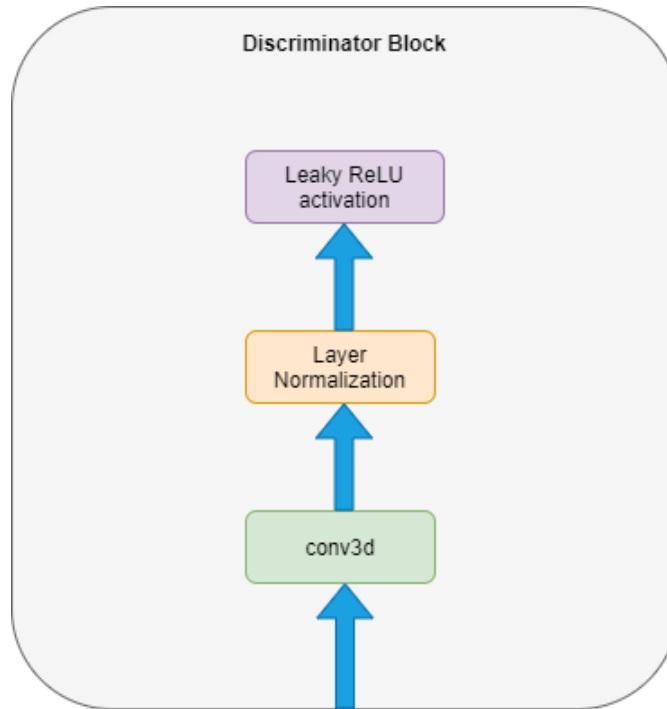 Discriminator Block
Leaky ReLU
activation
Layer
Normalization
conv3d